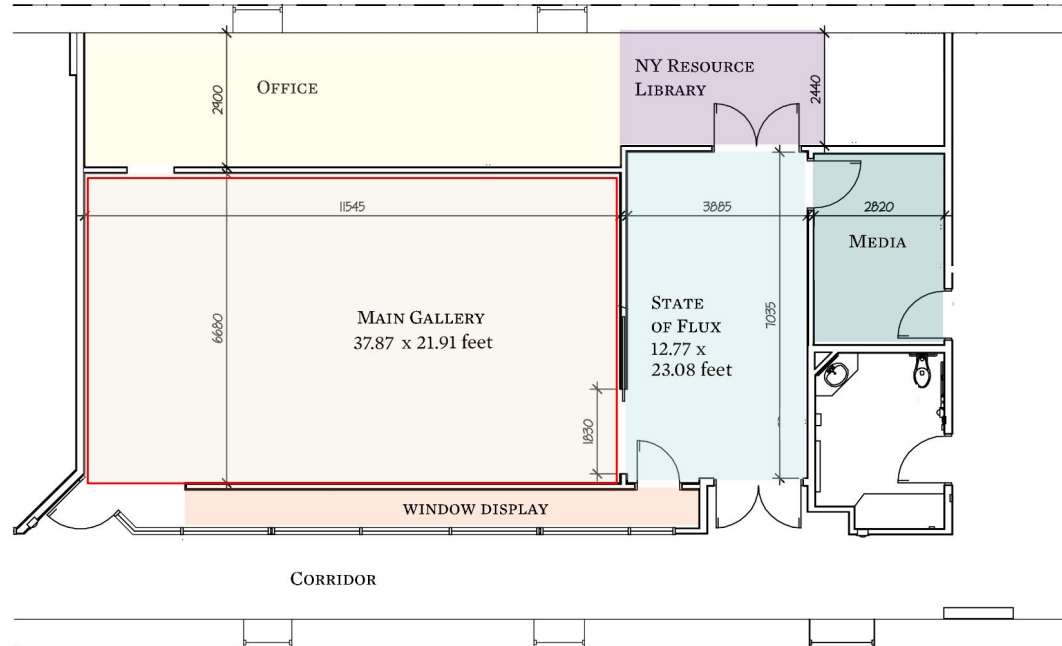 OFFICE
2900
NY RESOURCE
LIBRARY
2440
11545
3885
2820
MEDIA
6680
MAIN GALLERY
37.87 x 21.91 feet
STATE
OF FLUX
12.77 x
23.08 feet
7035
1830
WINDOW DISPLAY
CORRIDOR